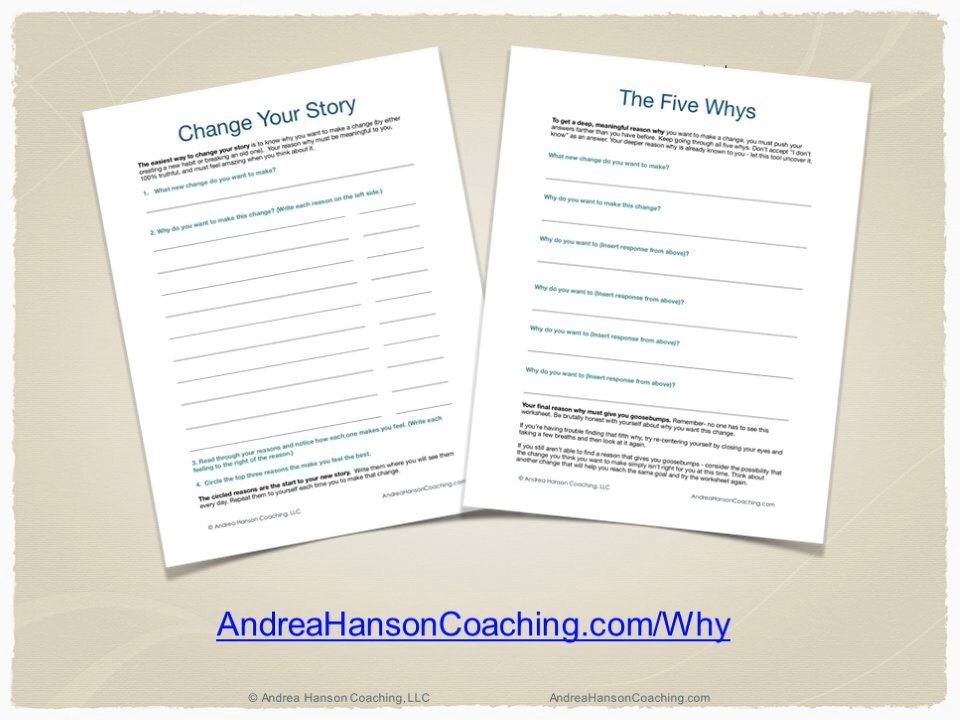 Change Your Story
The easiest way to change your story is to know why you want to make a change (by either
creating a new habit or breaking an old one). Your reason why must be meaningful to you,
100% truthful, and must feel amazing when you think about it.
1. What new change do you want to make?
2. Why do you want to make this change? (Write each reason on the left side.)
3. Read through your reasons and notice how each one makes you feel. (Write each
feeling to the right of the reason.)
4. Circle the top three reasons the make you feel the best.
The circled reasons are the start to your new story. Write them where you will see them
every day. Repeat them to yourself each time you to make that change.
© Andrea Hanson Coaching, LLC
AndreaHansonCoaching.com
The Five Whys
To get a deep, meaningful reason why you want to make a change, you must push your
answers farther than you have before. Keep going through all five whys. Don't accept "I don't
know" as an answer. Your deeper reason why is already known to you - let this tool uncover it.
What new change do you want to make?
Why do you want to make this change?
Why do you want to (insert response from above)?
Why do you want to (insert response from above)?
Why do you want to (insert response from above)?
Why do you want to (insert response from above)?
Your final reason why must give you goosebumps. Remember- no one has to see this
worksheet. Be brutally honest with yourself about why you want this change.
If you're having trouble finding that fifth why, try re-centering yourself by closing your eyes and
taking a few breaths and then look at it again.
If you still aren't able to find a reason that gives you goosebumps - consider the possibility that
the change you think you want to make simply isn't right for you at this time. Think about
another change that will help you reach the same goal and try the worksheet again.
© Andrea Hanson Coaching, LLC
AndreaHansonCoaching.com
AndreaHansonCoaching.com/Why
© Andrea Hanson Coaching, LLC
AndreaHansonCoaching.com